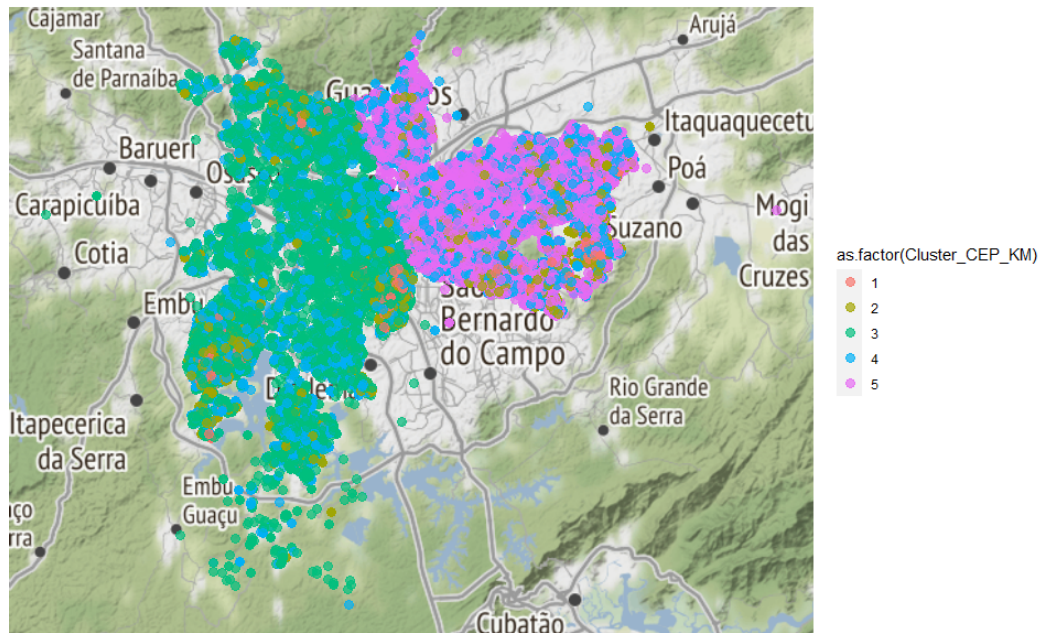 Cajamar
Arujá
Santana
de Parnaíba
Itaquaquecetu
Barueri
Poá
Carapicuíba
Mogi
das
Cruzes
Suzano
Cotia
as.factor(Cluster_CEP_KM)
1
2
3
4
5
Embu
Bernardo
do Campo
Rio Grande
da Serra
Itapecerica
da Serra
Embu
Guaçu
Cubatão